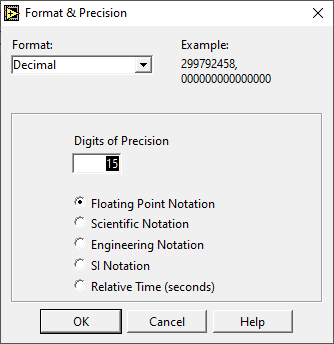 Format & Precision
Format:
Example:
Decimal
299792458,
000000000000000
Digits of Precision
15
Floating Point Notation
Scientific Notation
Engineering Notation
SI Notation
Relative Time (seconds)
OK
Cancel
Help